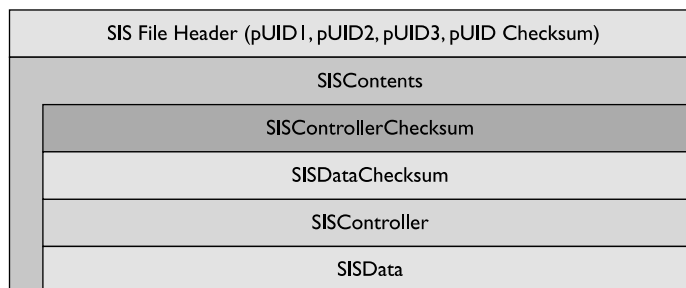 SIS File Header (pUID1, pUID2, pUID3, pUID Checksum)
SISContents
SISControllerChecksum
SISDataChecksum
SISController
SISData